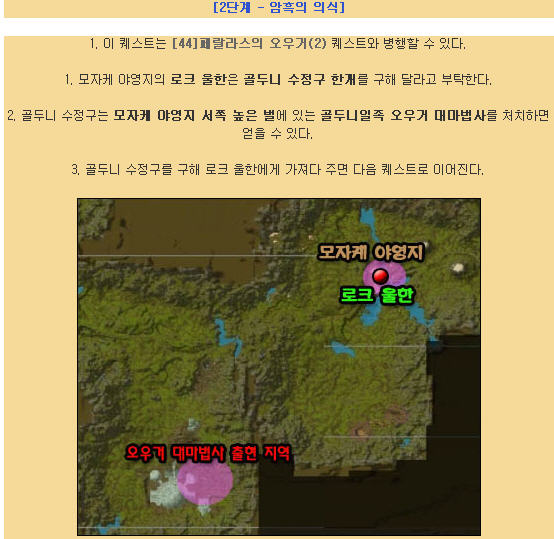 [2단계 - 암흑의 의식]
1. 이 퀘스트는 [44]페랄라스의 오우거(2) 퀘스트와 병행할 수 있다.
1. 모자케 야영지의 로크 울한은 골두니 수정구 한개를 구해 달라고 부탁한다.
2. 골두니 수정구는 모자케 야영지 서쪽 높은 벌에 있는 골두니일족 오우거 대마법사를 처치하면
얻을 수 있다.
3. 골두니 수정구를 구해 로크 울한에게 가져다 주면 다음 퀘스트로 이어진다.
모자케 야영지
로크 울한
오우거 대마법사 출현 지역